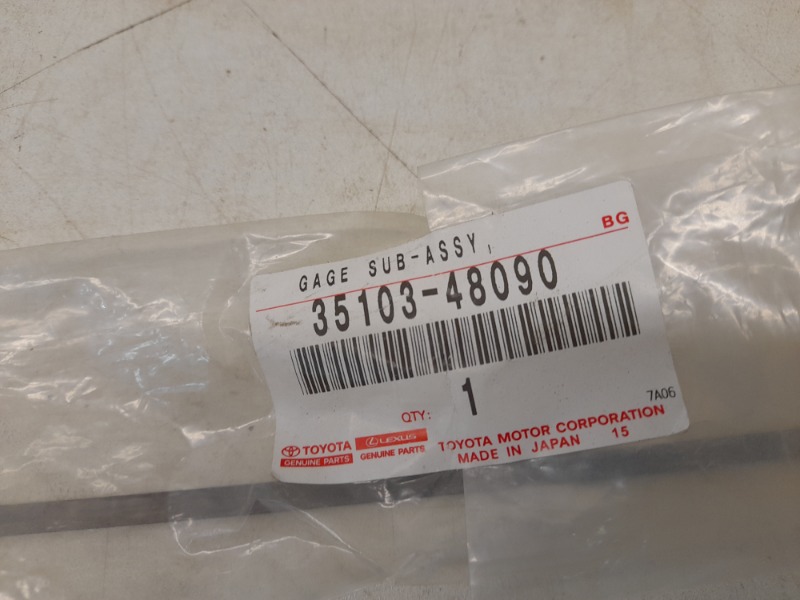 BG
GAGE SUB-ASSY,
35103-48090
QTY: 1
7A06
TOYOTA
GENUINE PARTS
LEXUS
GENUINE PARTS
TOYOTA MOTOR CORPORATION
MADE IN JAPAN 15